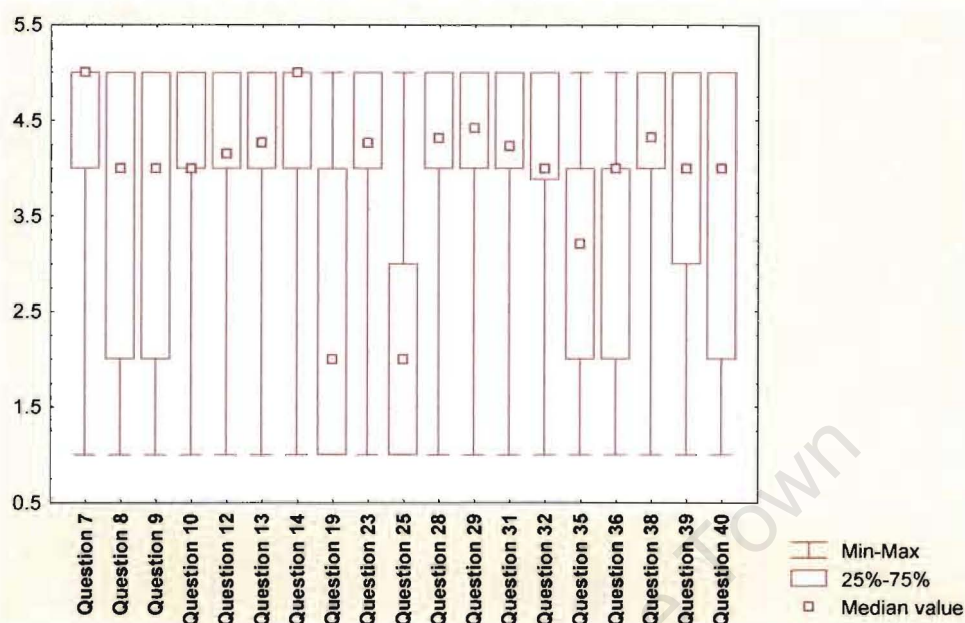 5.5
4.5
3.5
2.5
1.5
0.5
Question 7
Question 8
Question 9
Question 10
Question 12
Question 13
Question 14
Question 19
Question 23
Question 25
Question 28
Question 29
Question 31
Question 32
Question 35
Question 36
Question 38
Question 39
Question 40
Min-Max
25%-75%
Median value
Town